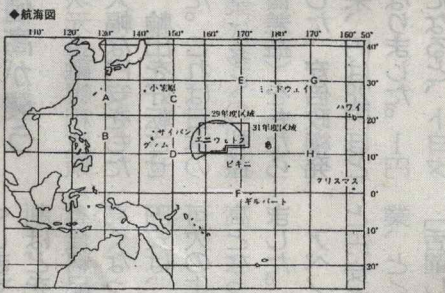 ◆航海図
110° 120° 130° 140° 150° 160° 170° 180° 170° 160° 150°
40°
E G
小笠原 ミッドウェイ 30°
A C
29年度区域 ハワイ
サイパン 20°
グァム エニウェトク 31年度区域
B
D H 10°
ビキニ
クリスマス
F 0°
ギルバート
10°
20°